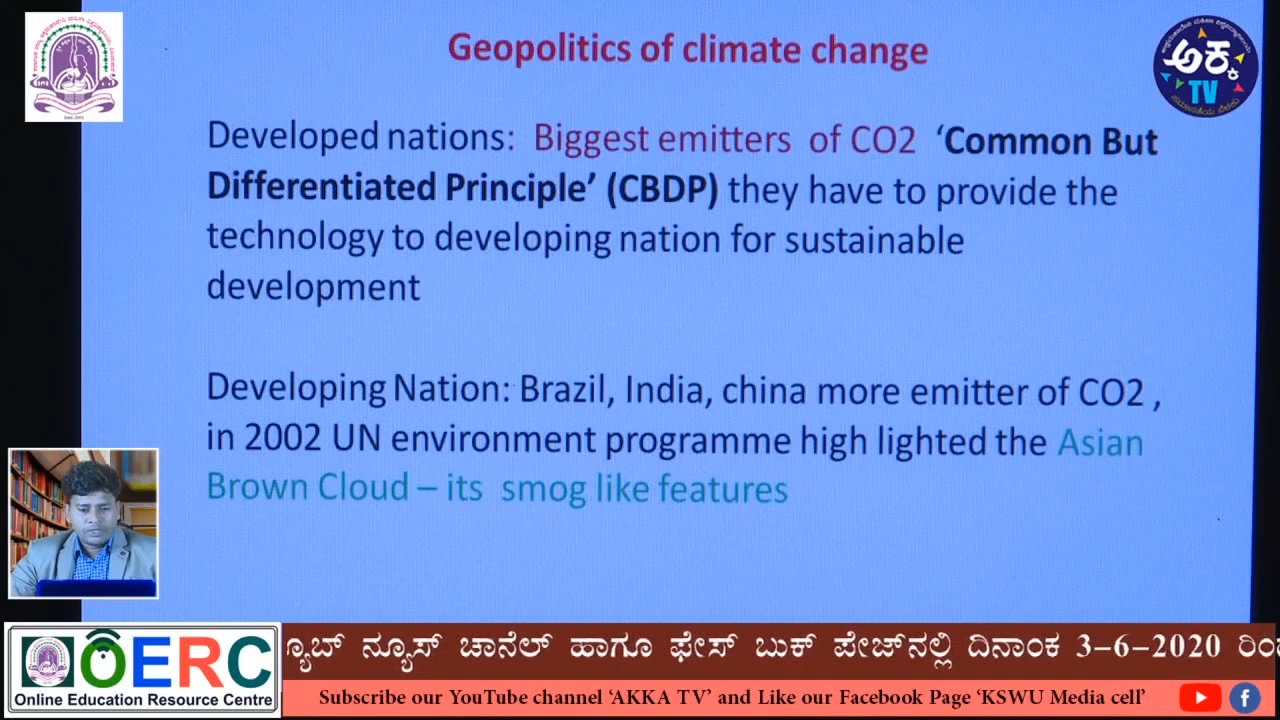 Geopolitics of climate change
ಅಕ್ಕ
TV
Developed nations: Biggest emitters of CO2 ‘Common But
Differentiated Principle’ (CBDP) they have to provide the
technology to developing nation for sustainable
development
Developing Nation: Brazil, India, china more emitter of CO2 ,
in 2002 UN environment programme high lighted the Asian
Brown Cloud – its smog like features
OERC
Online Education Resource Centre
ನ್ಯೂಸ್ ಚಾನೆಲ್ ಹಾಗೂ ಫೇಸ್ ಬುಕ್ ಪೇಜ್‌ನಲ್ಲಿ ದಿನಾಂಕ 3-6-2020
Subscribe our YouTube channel ‘AKKA TV’ and Like our Facebook Page ‘KSWU Media cell’